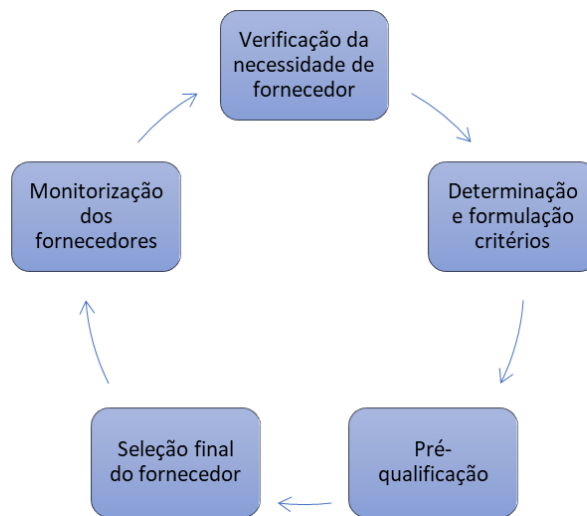 Verificação da
necessidade de
fornecedor
Determinação
e formulação
critérios
Pré-
qualificação
Seleção final
do fornecedor
Monitorização
dos
fornecedores